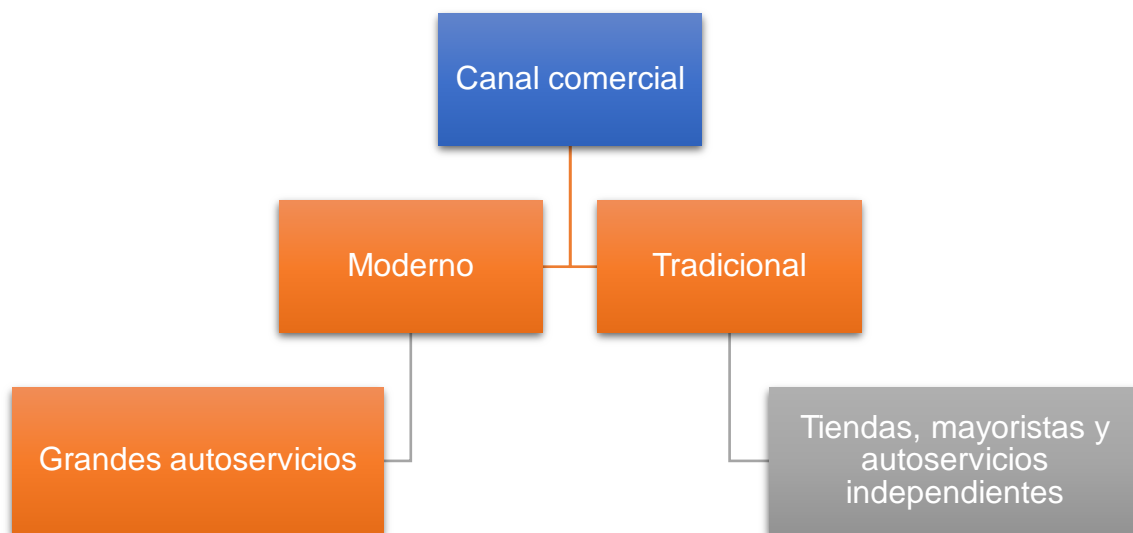 Canal comercial
Moderno
Tradicional
Grandes autoservicios
Tiendas, mayoristas y
autoservicios
independientes